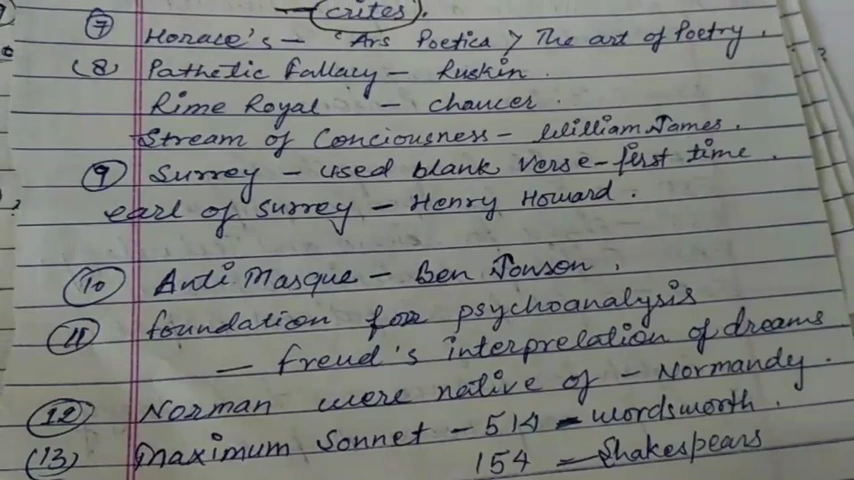 — crites).
(7) Horace's — 'Ars Poetica > The art of Poetry.
(8) Pathetic fallacy — Ruskin.
Rime Royal — chaucer.
Stream of Conciousness — William James.
(9) Surrey — used blank verse — first time.
earl of surrey — Henry Howard.
(10) Anti Masque — Ben Jonson.
(11) foundation for psychoanalysis
— freud's interpretation of dreams
(12) Norman were native of — Normandy.
(13) Maximum Sonnet — 514 — wordsworth.
154 — Shakespears